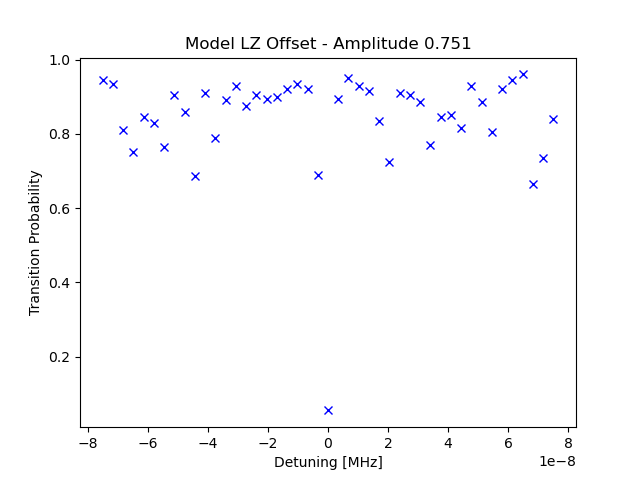 Model LZ Offset - Amplitude 0.751
Transition Probability
1.0
0.8
0.6
0.4
0.2
−8 −6 −4 −2 0 2 4 6 8
1e−8
Detuning [MHz]